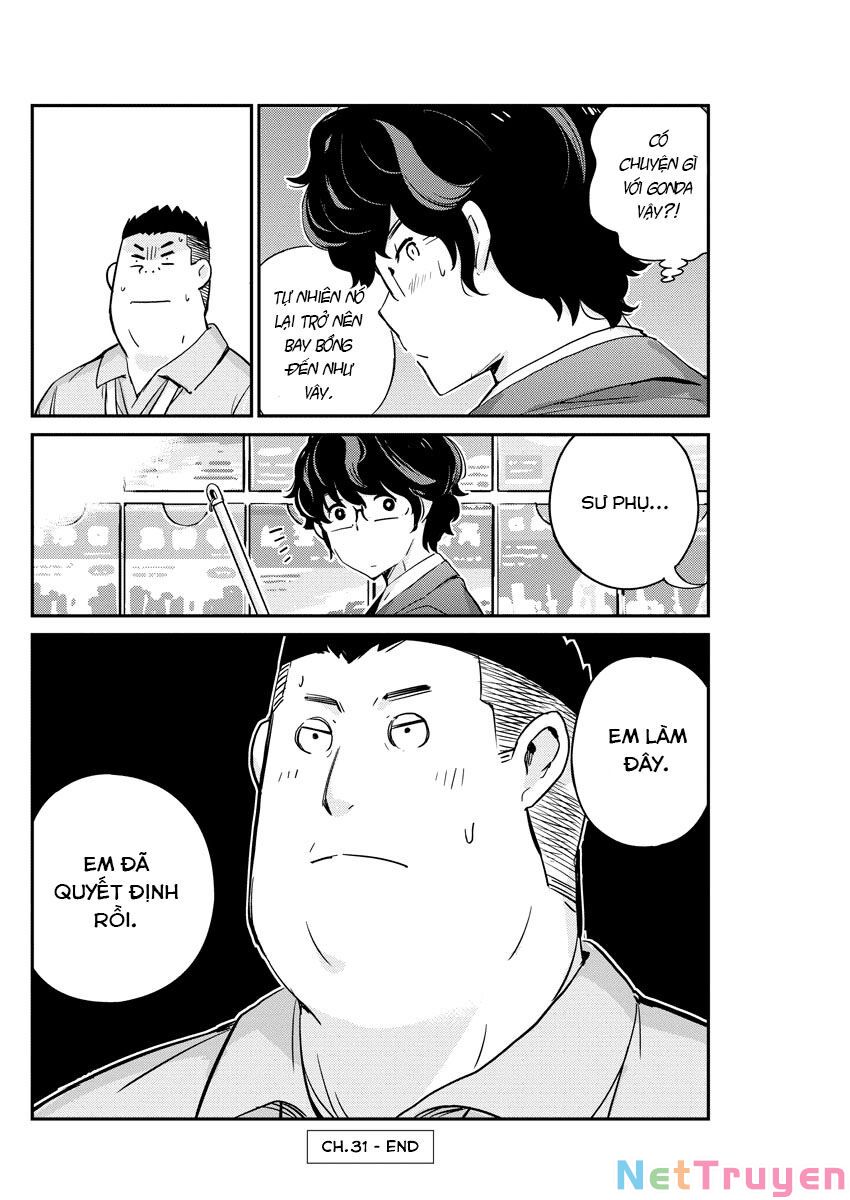 CÓ
CHUYỆN GÌ
VỚI GONDA
VẬY?!
TỰ NHIÊN NÓ
LẠI TRỞ NÊN
BAY BỔNG
ĐẾN NHƯ
VẬY.
SƯ PHỤ...
EM LÀM
ĐÂY.
EM ĐÃ
QUYẾT ĐỊNH
RỒI.
CH.31 - END
NetTruyen